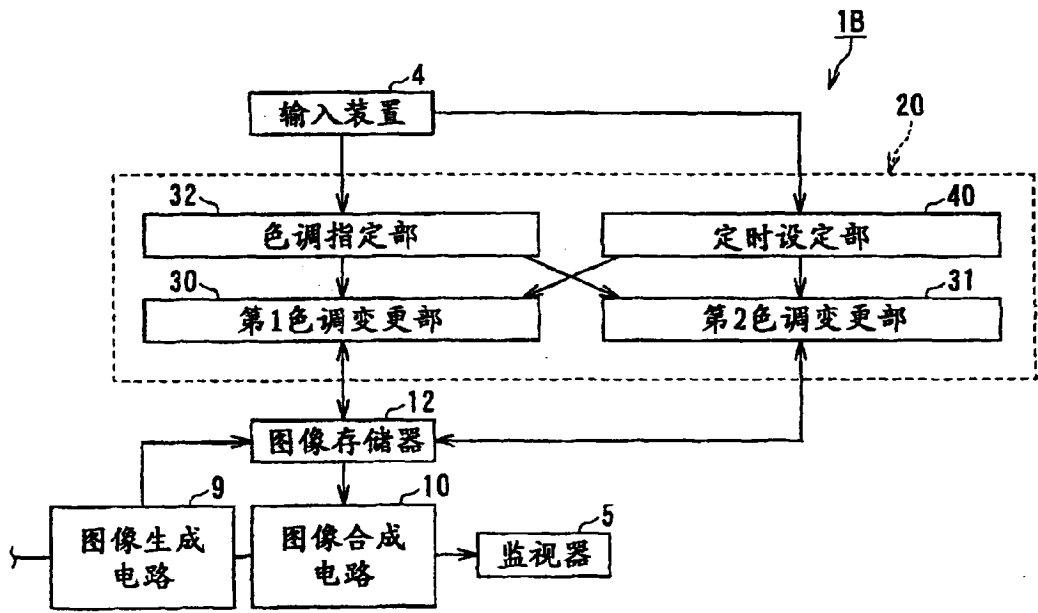 1B
4
输入装置
20
32
40
色调指定部
定时设定部
30
31
第1色调变更部
第2色调变更部
12
图像存储器
9
10
5
图像生成
电路
图像合成
电路
监视器